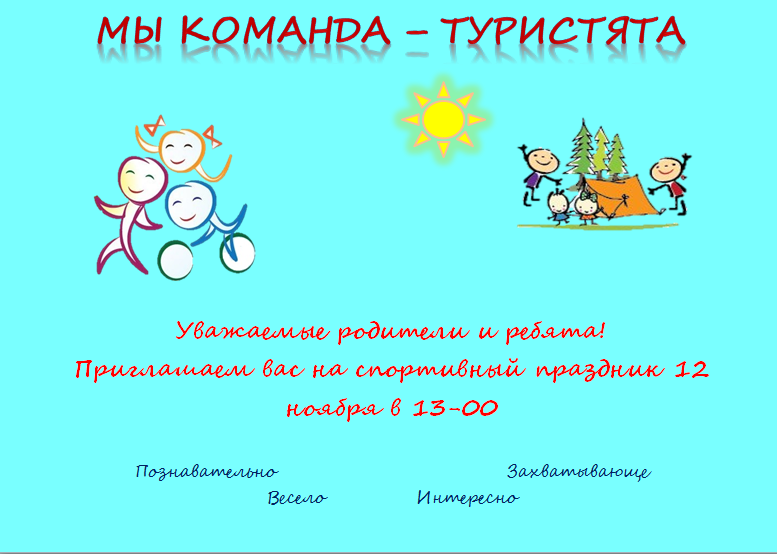 МЫ КОМАНДА – ТУРИСТЯТА
Уважаемые родители и ребята!
Приглашаем вас на спортивный праздник 12
ноября в 13-00
Познавательно Захватывающе
Весело Интересно